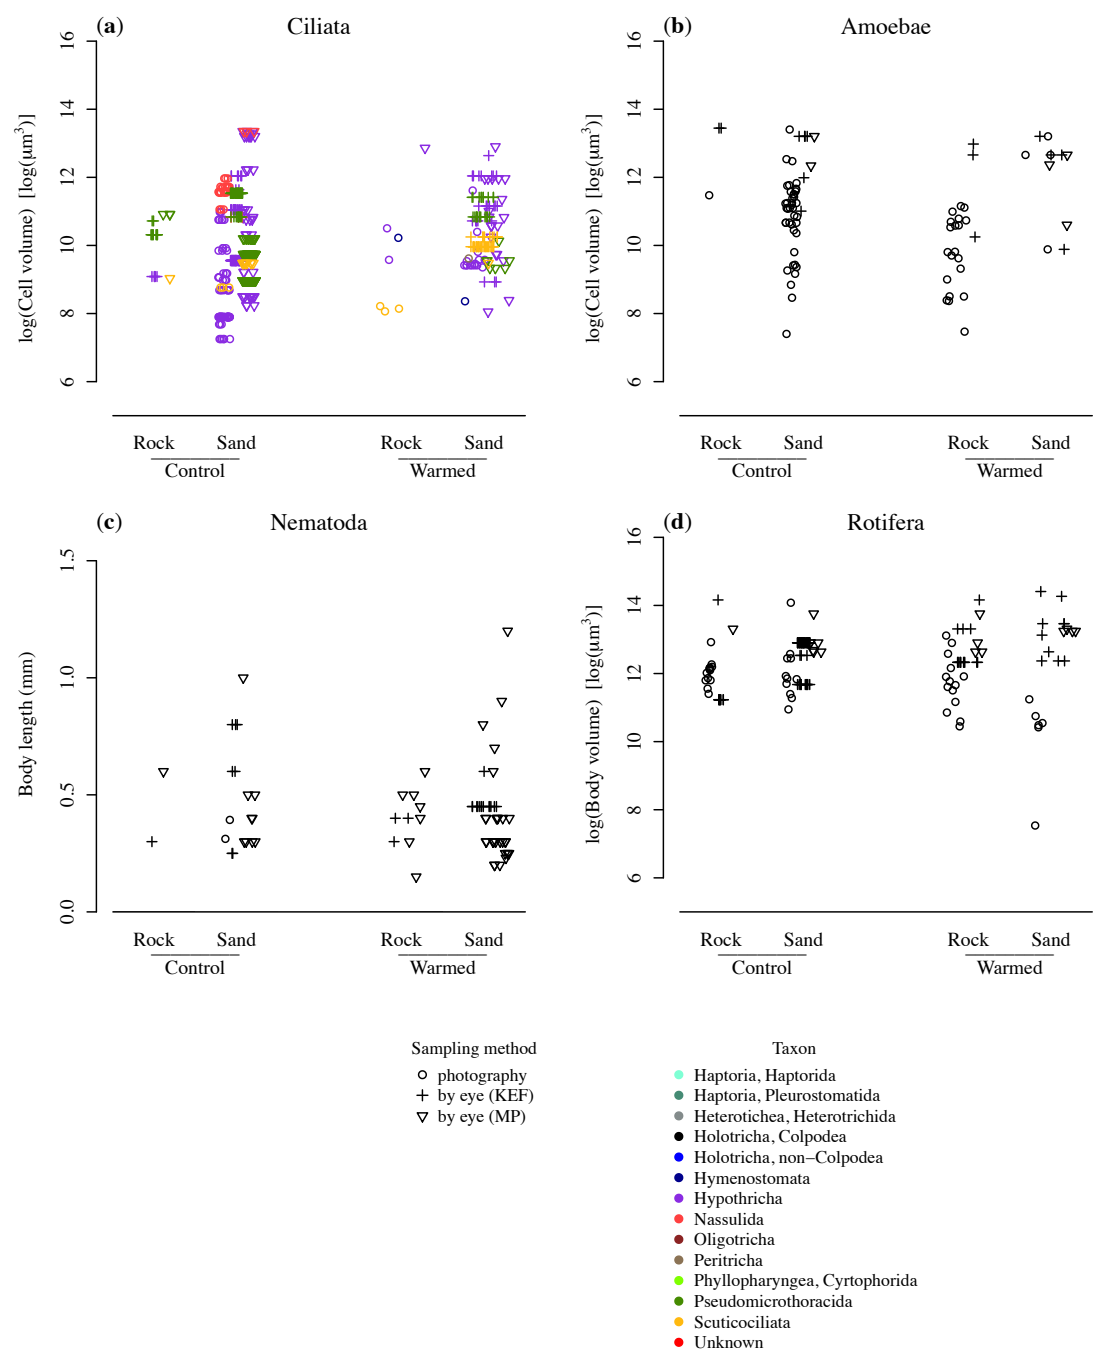 (a) Ciliata
log(Cell volume) [log(μm³)]
16
14
12
10
8
6
Rock Sand Rock Sand
Control Warmed
(b) Amoebae
log(Cell volume) [log(μm³)]
16
14
12
10
8
6
Rock Sand Rock Sand
Control Warmed
(c) Nematoda
Body length (mm)
1.5
1.0
0.5
0.0
Rock Sand Rock Sand
Control Warmed
(d) Rotifera
log(Body volume) [log(μm³)]
16
14
12
10
8
6
Rock Sand Rock Sand
Control Warmed
Sampling method
photography
by eye (KEF)
by eye (MP)
Taxon
Haptoria, Haptorida
Haptoria, Pleurostomatida
Heterotichea, Heterotrichida
Holotricha, Colpodea
Holotricha, non−Colpodea
Hymenostomata
Hypothricha
Nassulida
Oligotricha
Peritricha
Phyllopharyngea, Cyrtophorida
Pseudomicrothoracida
Scuticociliata
Unknown